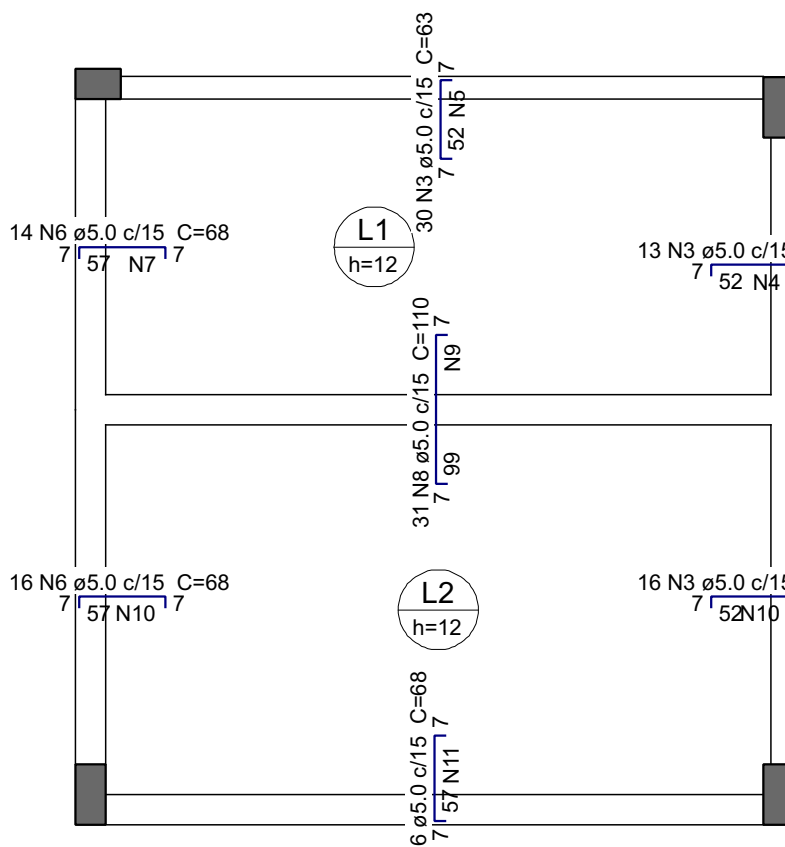 30 N3 ø5.0 c/15 C=63
7
52 N5
7
14 N6 ø5.0 c/15 C=68
7
57 N7
7
L1
h=12
13 N3 ø5.0 c/15
7
52 N4
31 N8 ø5.0 c/15 C=110
7
99
N9
7
16 N6 ø5.0 c/15 C=68
7
57 N10
7
L2
h=12
16 N3 ø5.0 c/15
7
52N10
6 ø5.0 c/15 C=68
7
57 N11
7